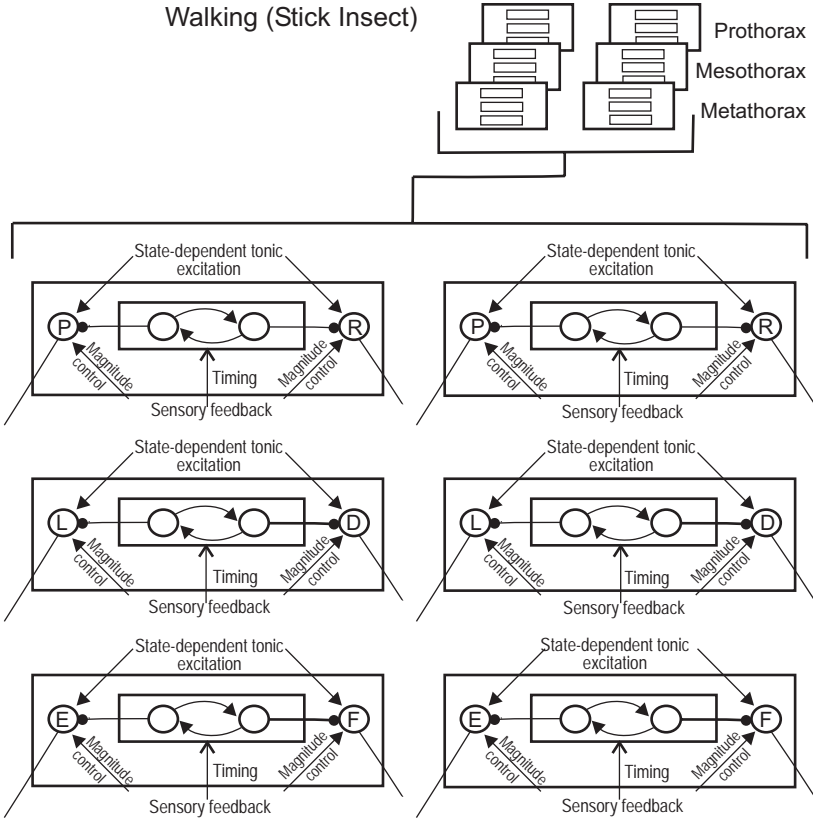 Walking (Stick Insect)
Prothorax
Mesothorax
Metathorax
State-dependent tonic
excitation
P
R
Magnitude
control
Timing
Magnitude
control
Sensory feedback
State-dependent tonic
excitation
P
R
Magnitude
control
Timing
Magnitude
control
Sensory feedback
State-dependent tonic
excitation
L
D
Magnitude
control
Timing
Magnitude
control
Sensory feedback
State-dependent tonic
excitation
L
D
Magnitude
control
Timing
Magnitude
control
Sensory feedback
State-dependent tonic
excitation
E
F
Magnitude
control
Timing
Magnitude
control
Sensory feedback
State-dependent tonic
excitation
E
F
Magnitude
control
Timing
Magnitude
control
Sensory feedback